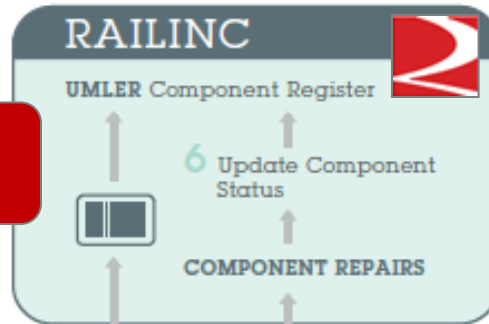 RAILINC
UMLER Component Register
6 Update Component
Status
COMPONENT REPAIRS